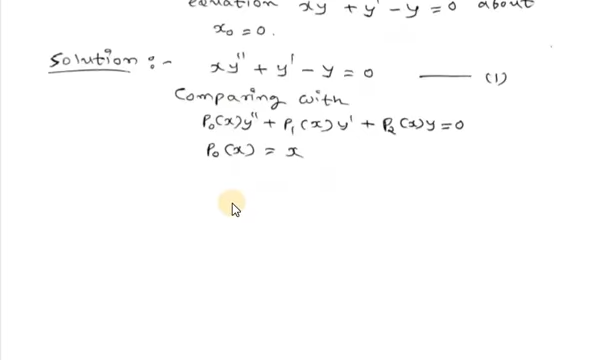 equation xy + y' - y = 0 about
x₀ = 0.
Solution :- xy'' + y' - y = 0 —— (1)
Comparing with
P₀(x)y'' + P₁(x)y' + P₂(x)y = 0
P₀(x) = x